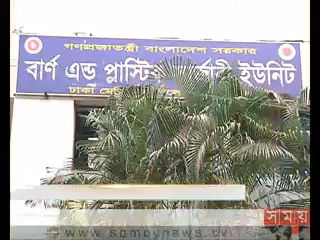 গণপ্রজাতন্ত্রী বাংলাদেশ সরকার
বার্ণ এন্ড প্লাস্টিক ইউনিট
ঢাকা
সময়
www.somoynews.tv